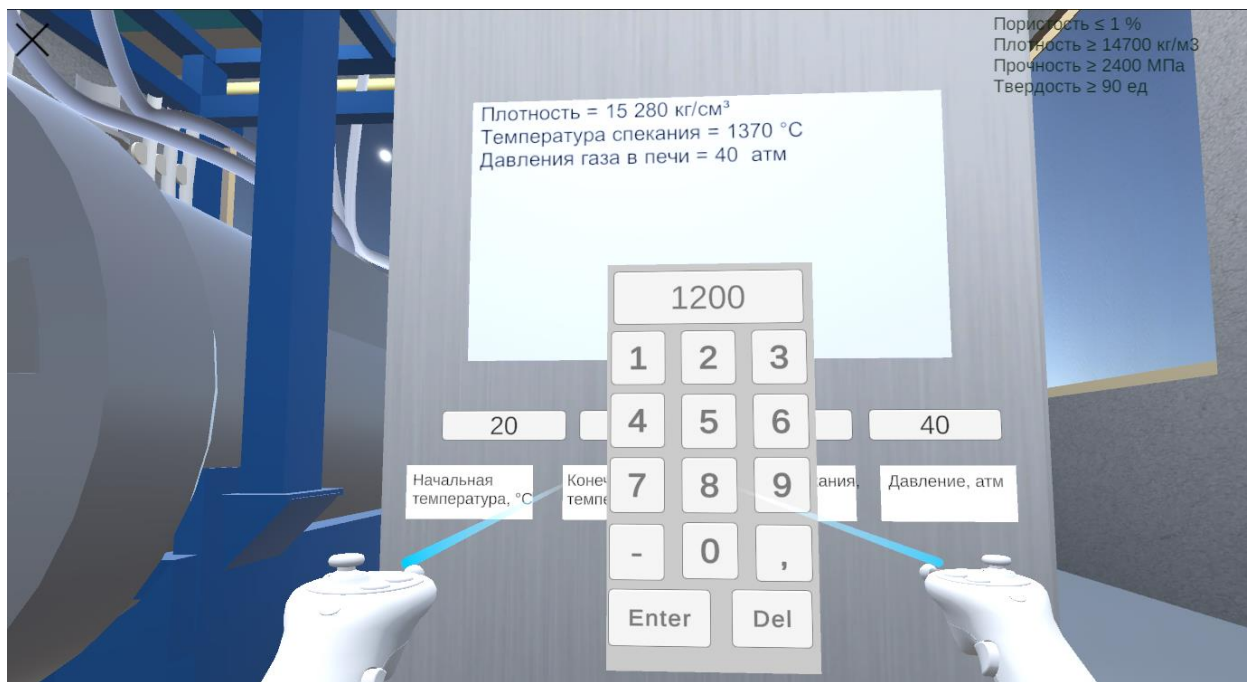 Пористость ≤ 1 %
Плотность ≥ 14700 кг/м3
Прочность ≥ 2400 МПа
Твердость ≥ 90 ед
Плотность = 15 280 кг/см³
Температура спекания = 1370 °C
Давления газа в печи = 40 атм
1200
1 2 3
4 5 6
7 8 9
- 0 ,
Enter Del
20 40
Начальная
температура, °C
Давление, атм